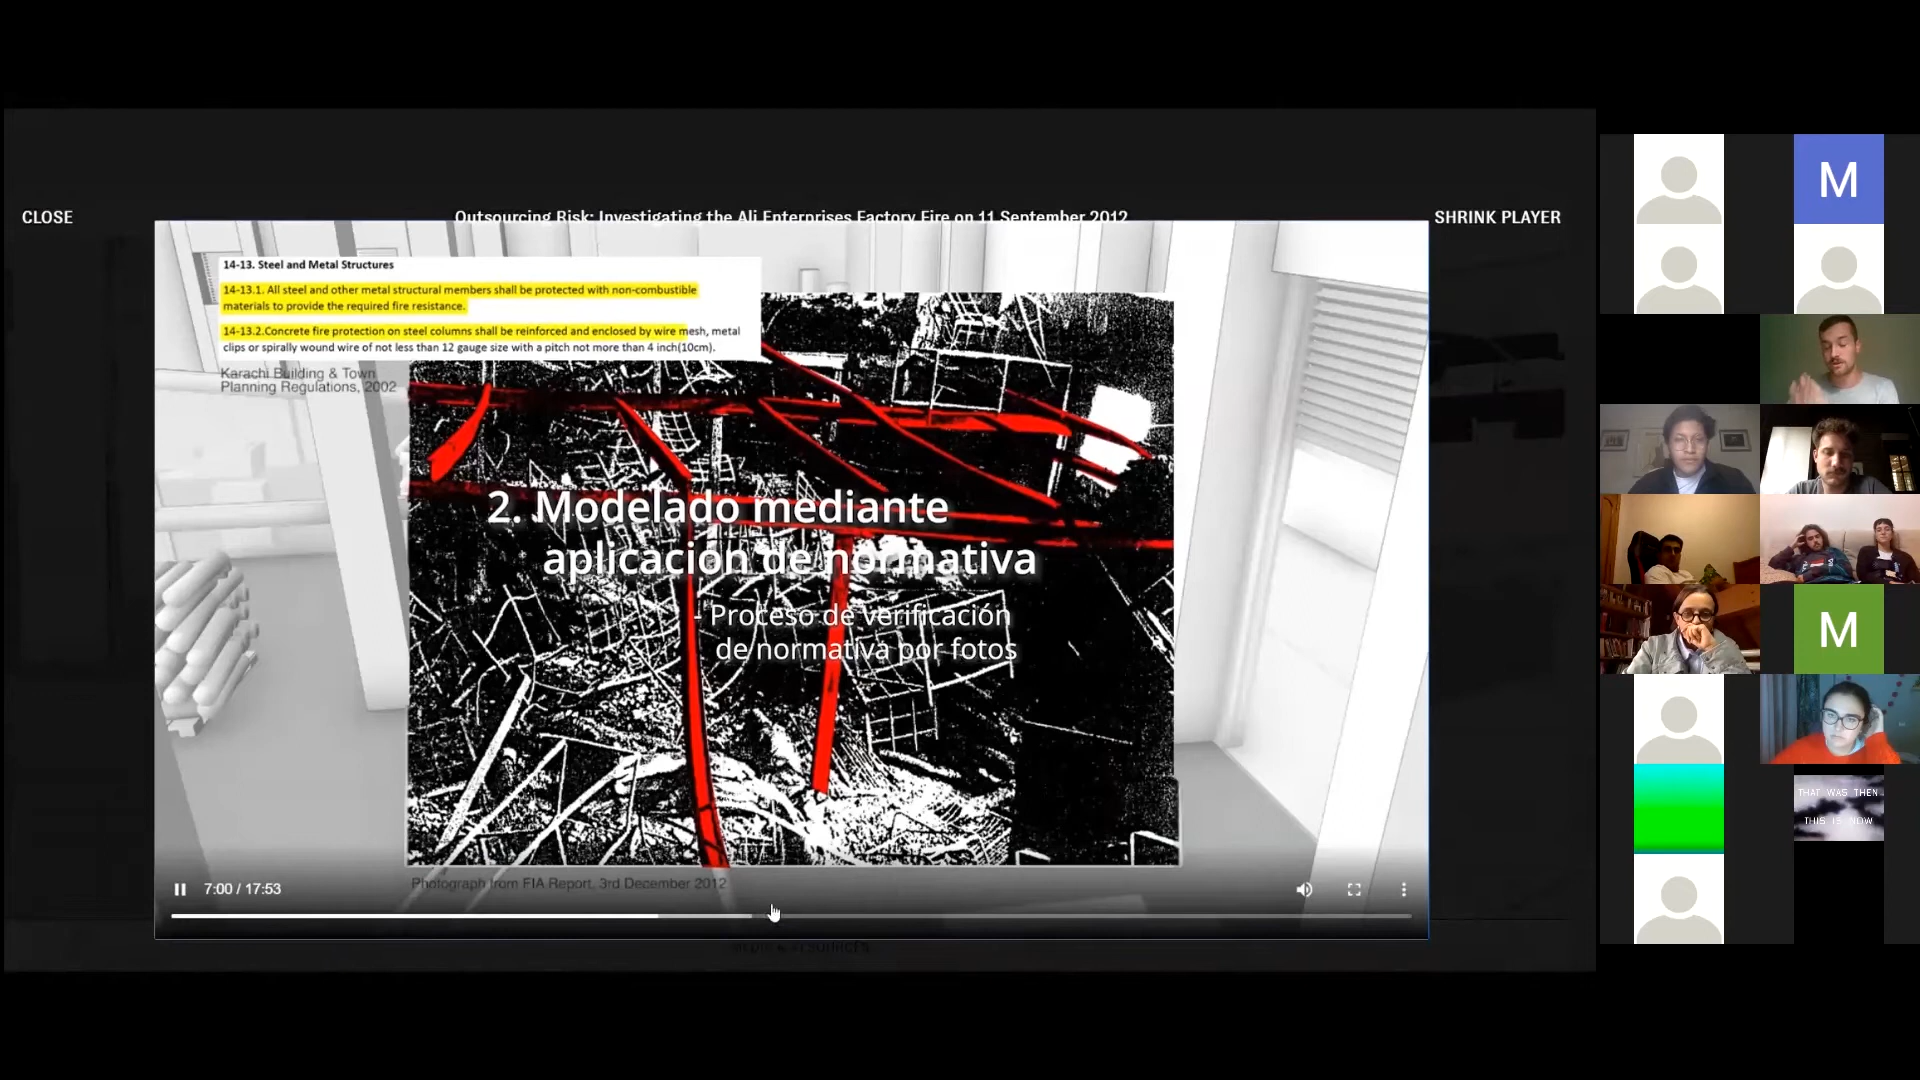 CLOSE
Outsourcing Risk: Investigating the Ali Enterprises Factory Fire on 11 September 2012
SHRINK PLAYER
14-13. Steel and Metal Structures
14-13.1. All steel and other metal structural members shall be protected with non-combustible
materials to provide the required fire resistance.
14-13.2.Concrete fire protection on steel columns shall be reinforced and enclosed by wire mesh, metal
clips or spirally wound wire of not less than 12 gauge size with a pitch not more than 4 inch(10cm).
Karachi Building & Town
Planning Regulations, 2002
2. Modelado mediante
aplicación de normativa
- Proceso de verificación
de normativa por fotos
Photograph from FIA Report, 3rd December 2012
7:00 / 17:53
MEDIA & RESOURCES
M
M
THAT WAS THEN
THIS IS NOW